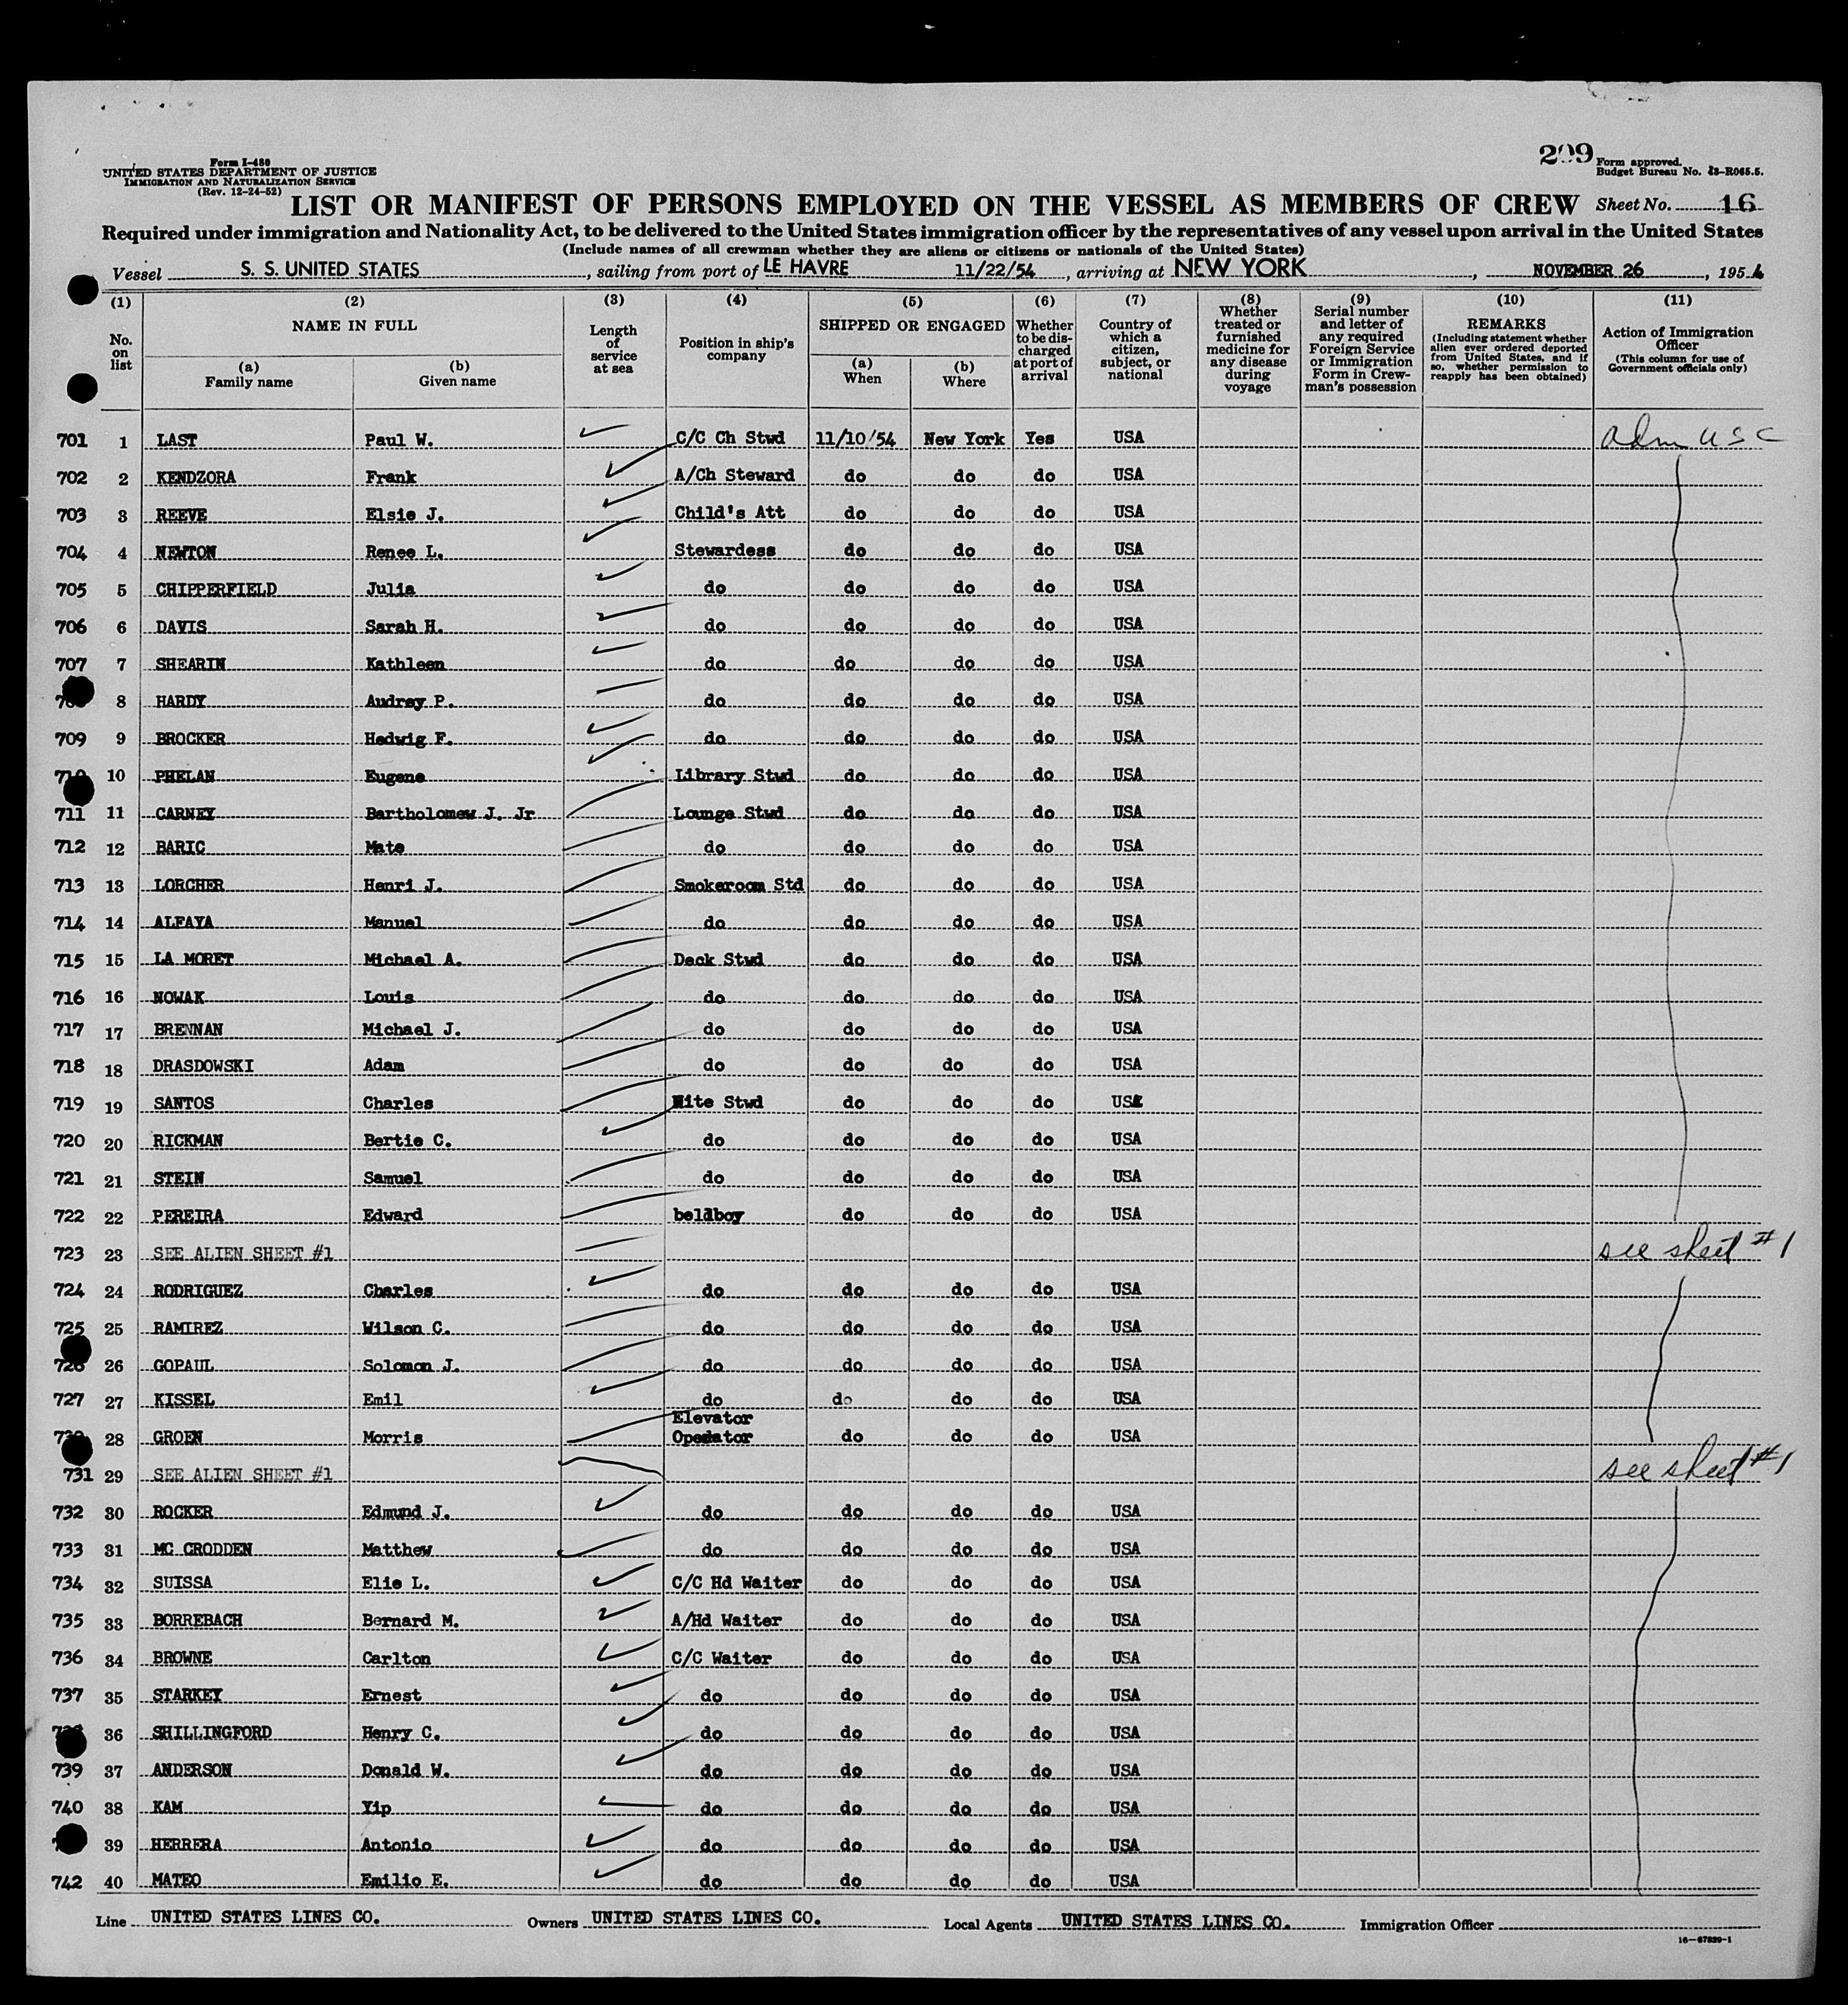 Form I-480
UNITED STATES DEPARTMENT OF JUSTICE
IMMIGRATION AND NATURALIZATION SERVICE
(Rev. 12-24-52)
209 Form approved.
Budget Bureau No. 43-R065.5.
LIST OR MANIFEST OF PERSONS EMPLOYED ON THE VESSEL AS MEMBERS OF CREW Sheet No. 16
Required under immigration and Nationality Act, to be delivered to the United States immigration officer by the representatives of any vessel upon arrival in the United States
(Include names of all crewman whether they are aliens or citizens or nationals of the United States)
Vessel S. S. UNITED STATES, sailing from port of LE HAVRE 11/22/54, arriving at NEW YORK, NOVEMBER 26, 1954
(1) No. on list
(2) NAME IN FULL
(a) Family name
(b) Given name
(3) Length of service at sea
(4) Position in ship's company
(5) SHIPPED OR ENGAGED
(a) When
(b) Where
(6) Whether to be discharged at port of arrival
(7) Country of which a citizen, subject, or national
(8) Whether treated or furnished medicine for any disease during voyage
(9) Serial number and letter of any required Foreign Service or Immigration Form in Crewman's possession
(10) REMARKS (Including statement whether alien ever ordered deported from United States, and if so, whether permission to reapply has been obtained)
(11) Action of Immigration Officer (This column for use of Government officials only)
701 1 LAST Paul W. C/C Ch Stwd 11/10/54 New York Yes USA adm USC
702 2 KENDZORA Frank A/Ch Steward do do do USA
703 3 REEVE Elsie J. Child's Att do do do USA
704 4 NEWTON Renee L. Stewardess do do do USA
705 5 CHIPPERFIELD Julia do do do do USA
706 6 DAVIS Sarah H. do do do do USA
707 7 SHEARIN Kathleen do do do do USA
8 HARDY Audrey P. do do do do USA
709 9 BROCKER Hedwig F. do do do do USA
710 10 PHELAN Eugene Library Stwd do do do USA
711 11 CARNEY Bartholomew J. Jr Lounge Stwd do do do USA
712 12 BARIC Mate do do do do USA
713 13 LORCHER Henri J. Smokeroom Std do do do USA
714 14 ALFAYA Manuel do do do do USA
715 15 LA MORET Michael A. Deck Stwd do do do USA
716 16 NOWAK Louis do do do do USA
717 17 BRENNAN Michael J. do do do do USA
718 18 DRASDOWSKI Adam do do do do USA
719 19 SANTOS Charles Nite Stwd do do do USA
720 20 RICKMAN Bertie C. do do do do USA
721 21 STEIN Samuel do do do do USA
722 22 PEREIRA Edward bellboy do do do USA
723 23 SEE ALIEN SHEET #1 see sheet #1
724 24 RODRIGUEZ Charles do do do do USA
725 25 RAMIREZ Wilson C. do do do do USA
726 26 GOPAUL Solomon J. do do do do USA
727 27 KISSEL Emil do do do do USA
28 GROEN Morris Elevator Operator do do do USA
731 29 SEE ALIEN SHEET #1 see sheet #1
732 30 ROCKER Edmund J. do do do do USA
733 31 MC CRODDEN Matthew do do do do USA
734 32 SUISSA Elie L. C/C Hd Waiter do do do USA
735 33 BORREBACH Bernard M. A/Hd Waiter do do do USA
736 34 BROWNE Carlton C/C Waiter do do do USA
737 35 STARKEY Ernest do do do do USA
36 SHILLINGFORD Henry C. do do do do USA
739 37 ANDERSON Donald W. do do do do USA
740 38 KAM Yip do do do do USA
39 HERRERA Antonio do do do do USA
742 40 MATEO Emilio E. do do do do USA
Line UNITED STATES LINES CO. Owners UNITED STATES LINES CO. Local Agents UNITED STATES LINES CO. Immigration Officer
16—67829-1